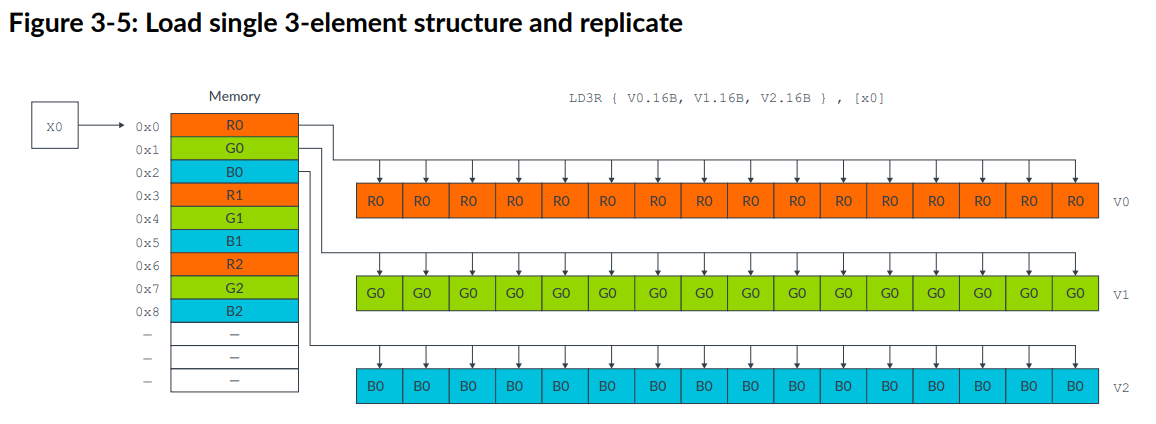 Figure 3-5: Load single 3-element structure and replicate
Memory
LD3R { V0.16B, V1.16B, V2.16B } , [x0]
X0
0x0 R0
0x1 G0
0x2 B0
0x3 R1
0x4 G1
0x5 B1
0x6 R2
0x7 G2
0x8 B2
– –
– –
– –
R0 R0 R0 R0 R0 R0 R0 R0 R0 R0 R0 R0 R0 R0 R0 R0 V0
G0 G0 G0 G0 G0 G0 G0 G0 G0 G0 G0 G0 G0 G0 G0 G0 V1
B0 B0 B0 B0 B0 B0 B0 B0 B0 B0 B0 B0 B0 B0 B0 B0 V2